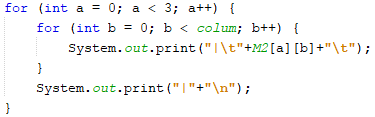 for (int a = 0; a < 3; a++) {
for (int b = 0; b < colum; b++) {
System.out.print("|\t"+M2[a][b]+"\t");
}
System.out.print("|"+"\n");
}